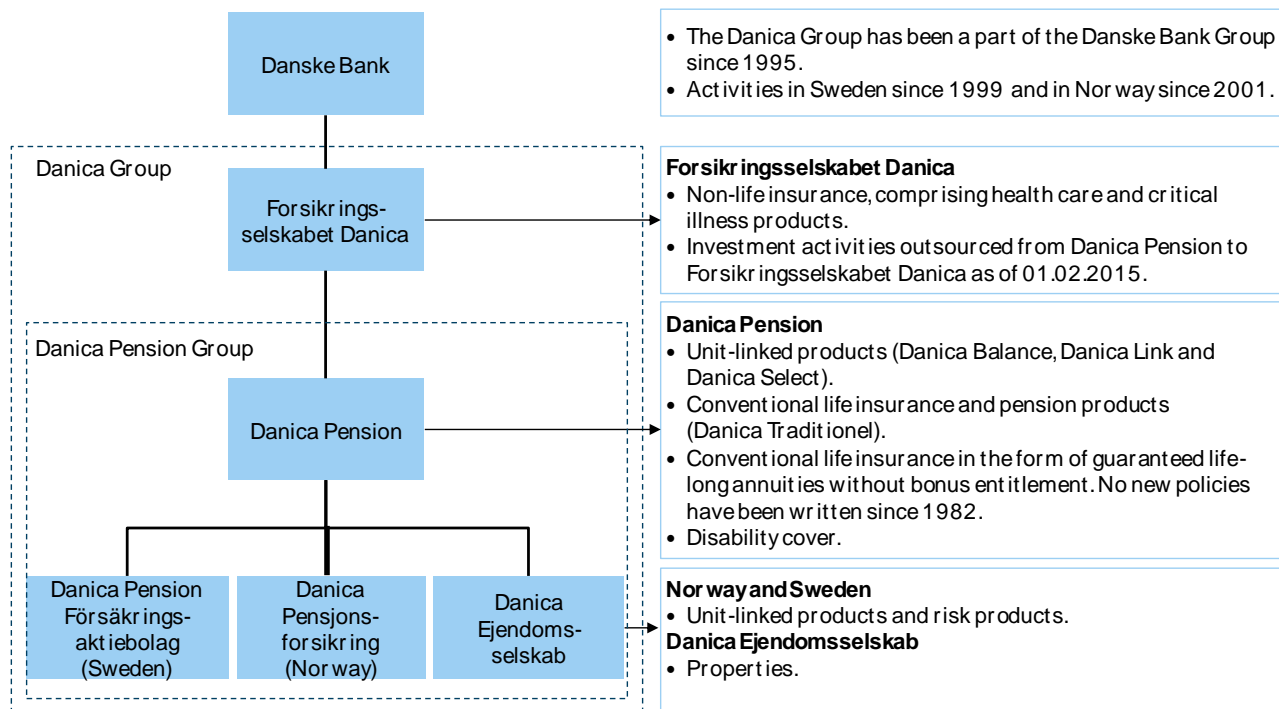 Danske Bank
• The Danica Group has been a part of the Danske Bank Group
since 1995.
• Activities in Sweden since 1999 and in Norway since 2001.
Danica Group
Forsikrings-
selskabet Danica
Forsikringsselskabet Danica
• Non-life insurance, comprising health care and critical
illness products.
• Investment activities outsourced from Danica Pension to
Forsikringsselskabet Danica as of 01.02.2015.
Danica Pension Group
Danica Pension
Danica Pension
• Unit-linked products (Danica Balance, Danica Link and
Danica Select).
• Conventional life insurance and pension products
(Danica Traditionel).
• Conventional life insurance in the form of guaranteed life-
long annuities without bonus entitlement. No new policies
have been written since 1982.
• Disability cover.
Danica Pension
Försäkrings-
aktiebolag
(Sweden)
Danica
Pensjons-
forsikring
(Norway)
Danica
Ejendoms-
selskab
Norway and Sweden
• Unit-linked products and risk products.
Danica Ejendomsselskab
• Properties.